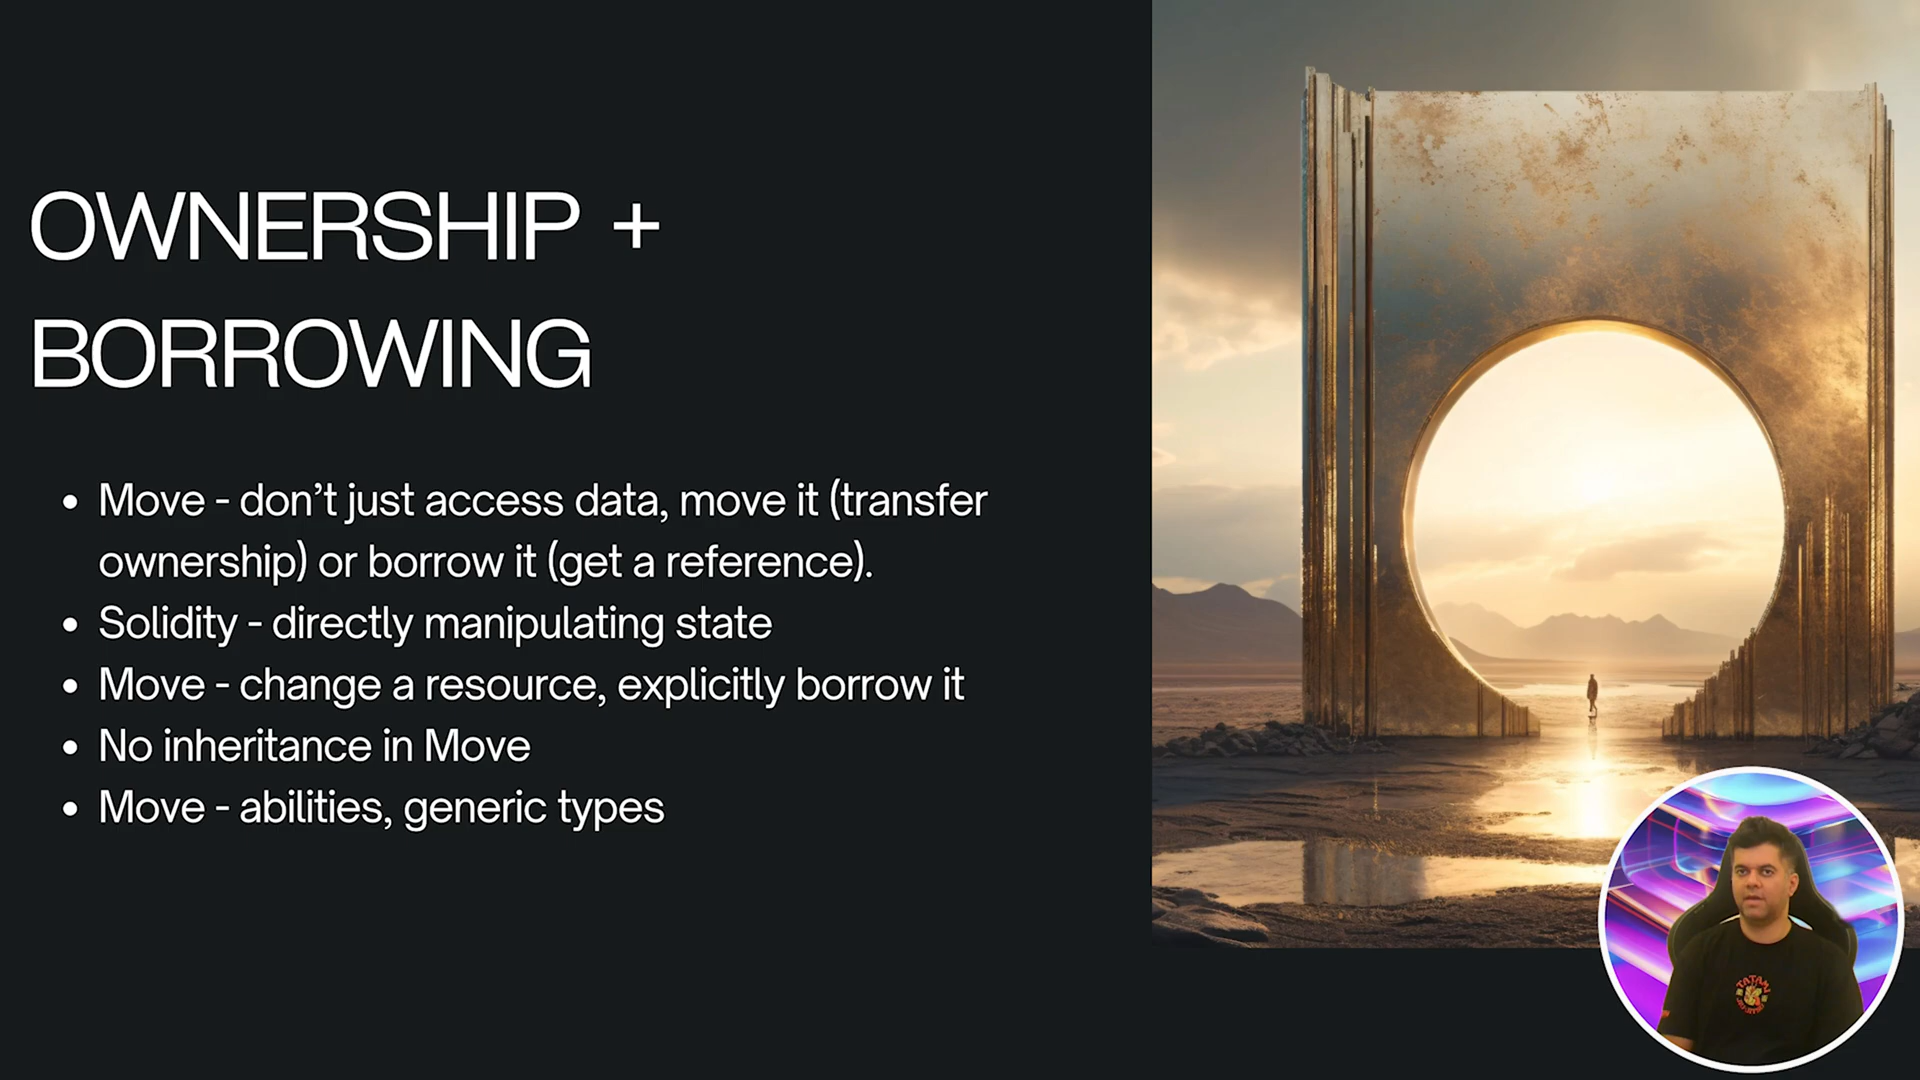 OWNERSHIP +
BORROWING
• Move - don’t just access data, move it (transfer
ownership) or borrow it (get a reference).
• Solidity - directly manipulating state
• Move - change a resource, explicitly borrow it
• No inheritance in Move
• Move - abilities, generic types
TATAMI